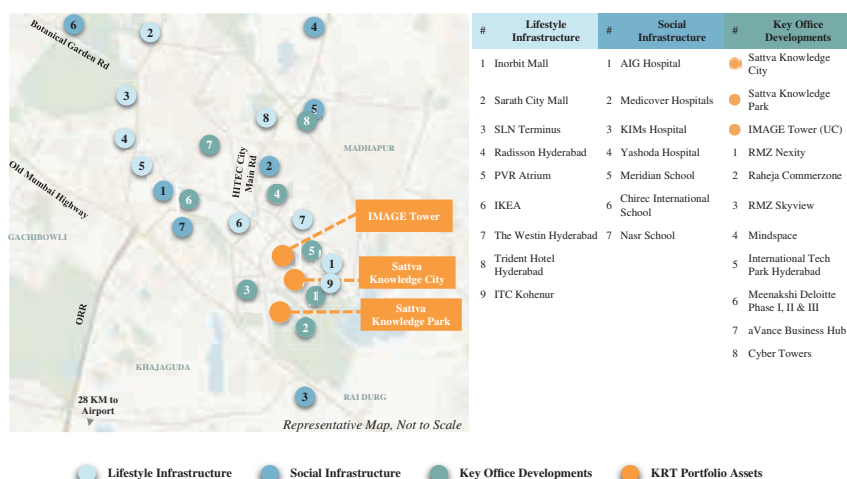 6
2
4
Botanical Garden Rd
3
8
5
8
4
7
MADHAPUR
5
HITEC City
Main Rd
2
Old Mumbai Highway
1
6
4
IMAGE Tower
7
6
7
GACHIBOWLI
5
1
Sattva
Knowledge City
9
3
1
ORR
Sattva
Knowledge Park
2
KHAJAGUDA
3
RAI DURG
28 KM to
Airport
Representative Map, Not to Scale
# Lifestyle Infrastructure # Social Infrastructure # Key Office Developments
1 Inorbit Mall 1 AIG Hospital Sattva Knowledge City
2 Sarath City Mall 2 Medicover Hospitals Sattva Knowledge Park
3 SLN Terminus 3 KIMs Hospital IMAGE Tower (UC)
4 Radisson Hyderabad 4 Yashoda Hospital 1 RMZ Nexity
5 PVR Atrium 5 Meridian School 2 Raheja Commerzone
6 IKEA 6 Chirec International School 3 RMZ Skyview
7 The Westin Hyderabad 7 Nasr School 4 Mindspace
8 Trident Hotel Hyderabad 5 International Tech Park Hyderabad
9 ITC Kohenur 6 Meenakshi Deloitte Phase I, II & III
7 aVance Business Hub
8 Cyber Towers
Lifestyle Infrastructure Social Infrastructure Key Office Developments KRT Portfolio Assets